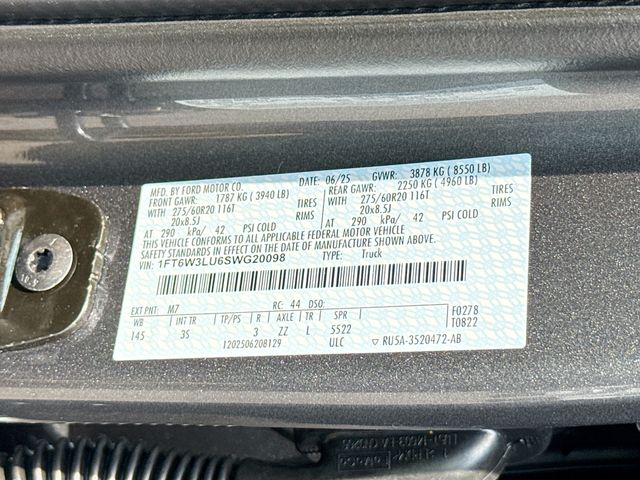 MFD. BY FORD MOTOR CO. DATE: 06/25 GVWR: 3878 KG ( 8550 LB)
FRONT GAWR: 1787 KG ( 3940 LB) REAR GAWR: 2250 KG ( 4960 LB)
WITH 275/60R20 116T TIRES WITH 275/60R20 116T TIRES
20x8.5J RIMS 20x8.5J RIMS
AT 290 kPa/ 42 PSI COLD AT 290 kPa/ 42 PSI COLD
THIS VEHICLE CONFORMS TO ALL APPLICABLE FEDERAL MOTOR VEHICLE
SAFETY STANDARDS IN EFFECT ON THE DATE OF MANUFACTURE SHOWN ABOVE.
VIN: 1FT6W3LU6SWG20098 TYPE: Truck
EXT PNT: M7 RC: 44 DSO: F0278
WB INT TR TP/PS R AXLE TR SPR T0822
145 3S 3 ZZ L 5522
1202506208129 ULC ▽ RU5A-3520472-AB